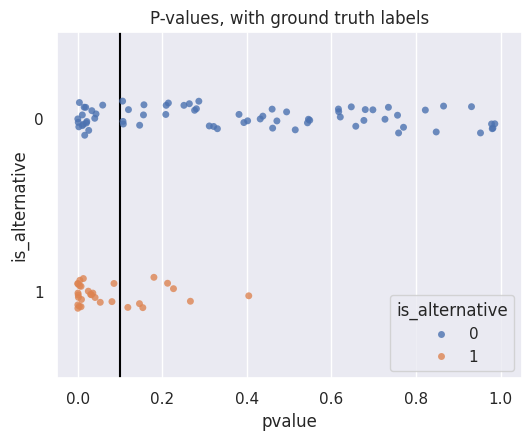 P-values, with ground truth labels
is_alternative
0
1
is_alternative
0
1
0.0 0.2 0.4 0.6 0.8 1.0
pvalue